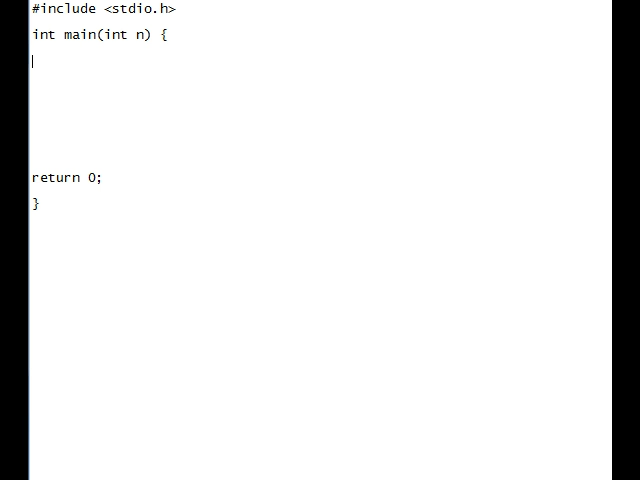 #include <stdio.h>
int main(int n) {
return 0;
}